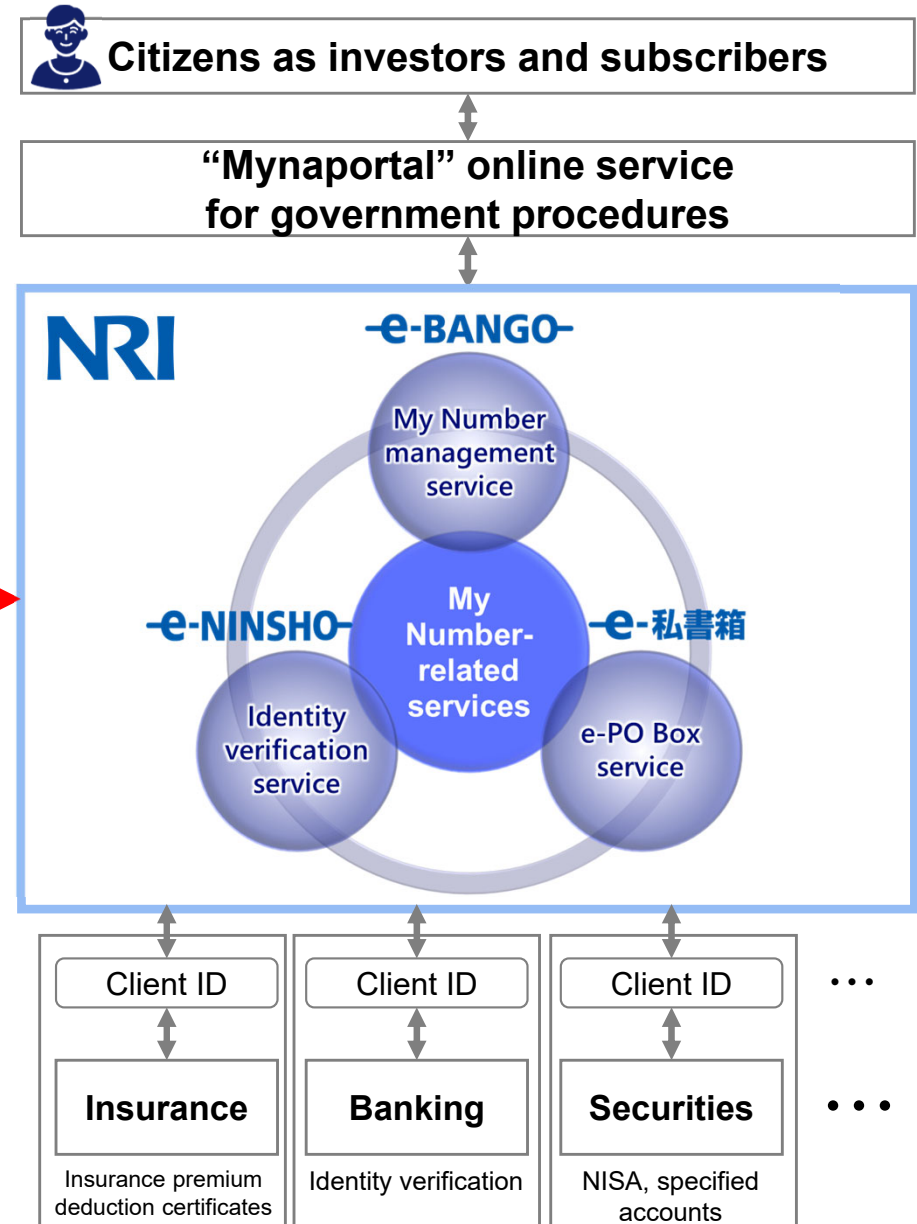 Citizens as investors and subscribers
“Mynaportal” online service
for government procedures
NRI
e-BANGO
My Number
management
service
e-NINSHO
My
Number-
related
services
e-私書箱
Identity
verification
service
e-PO Box
service
Client ID
Client ID
Client ID
...
Insurance
Banking
Securities
...
Insurance premium
deduction certificates
Identity verification
NISA, specified
accounts